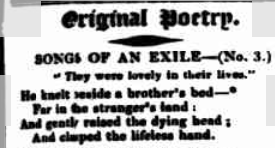 Original Poetry.
SONGS OF AN EXILE—(No. 3.)
"They were lovely in their lives."
He knelt beside a brother's bed—*
Far in the stranger's land:
And gently raised the dying head;
And clasped the lifeless hand.